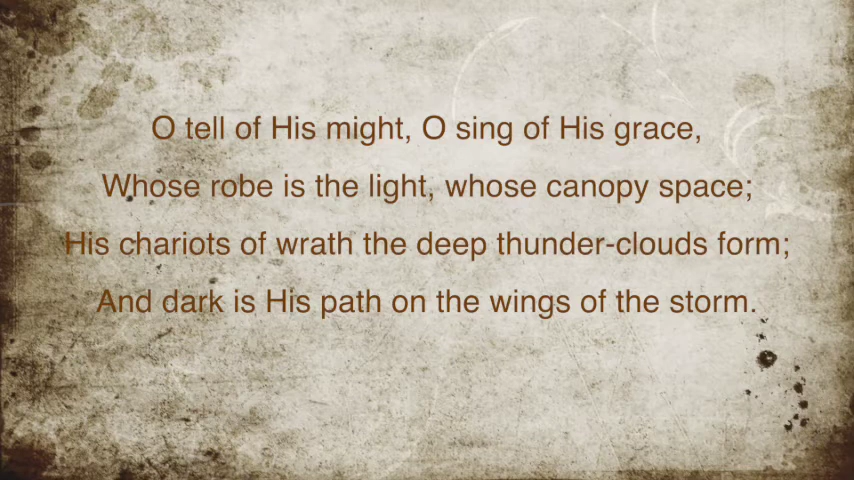 O tell of His might, O sing of His grace,
Whose robe is the light, whose canopy space;
His chariots of wrath the deep thunder-clouds form;
And dark is His path on the wings of the storm.